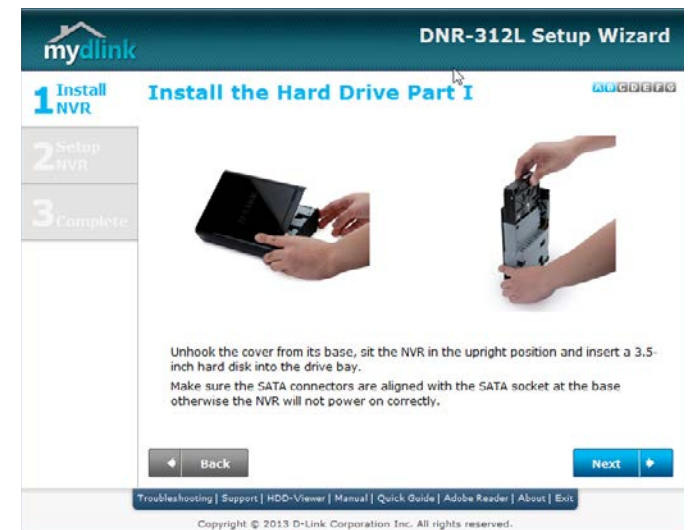 mydlink
DNR-312L Setup Wizard
1 Install
NVR
Install the Hard Drive Part I
A B C D E F G
2 Setup
NVR
3 Complete
D-Link
Unhook the cover from its base, sit the NVR in the upright position and insert a 3.5-
inch hard disk into the drive bay.
Make sure the SATA connectors are aligned with the SATA socket at the base
otherwise the NVR will not power on correctly.
Back
Next
Troubleshooting | Support | HDD-Viewer | Manual | Quick Guide | Adobe Reader | About | Exit
Copyright © 2013 D-Link Corporation Inc. All rights reserved.